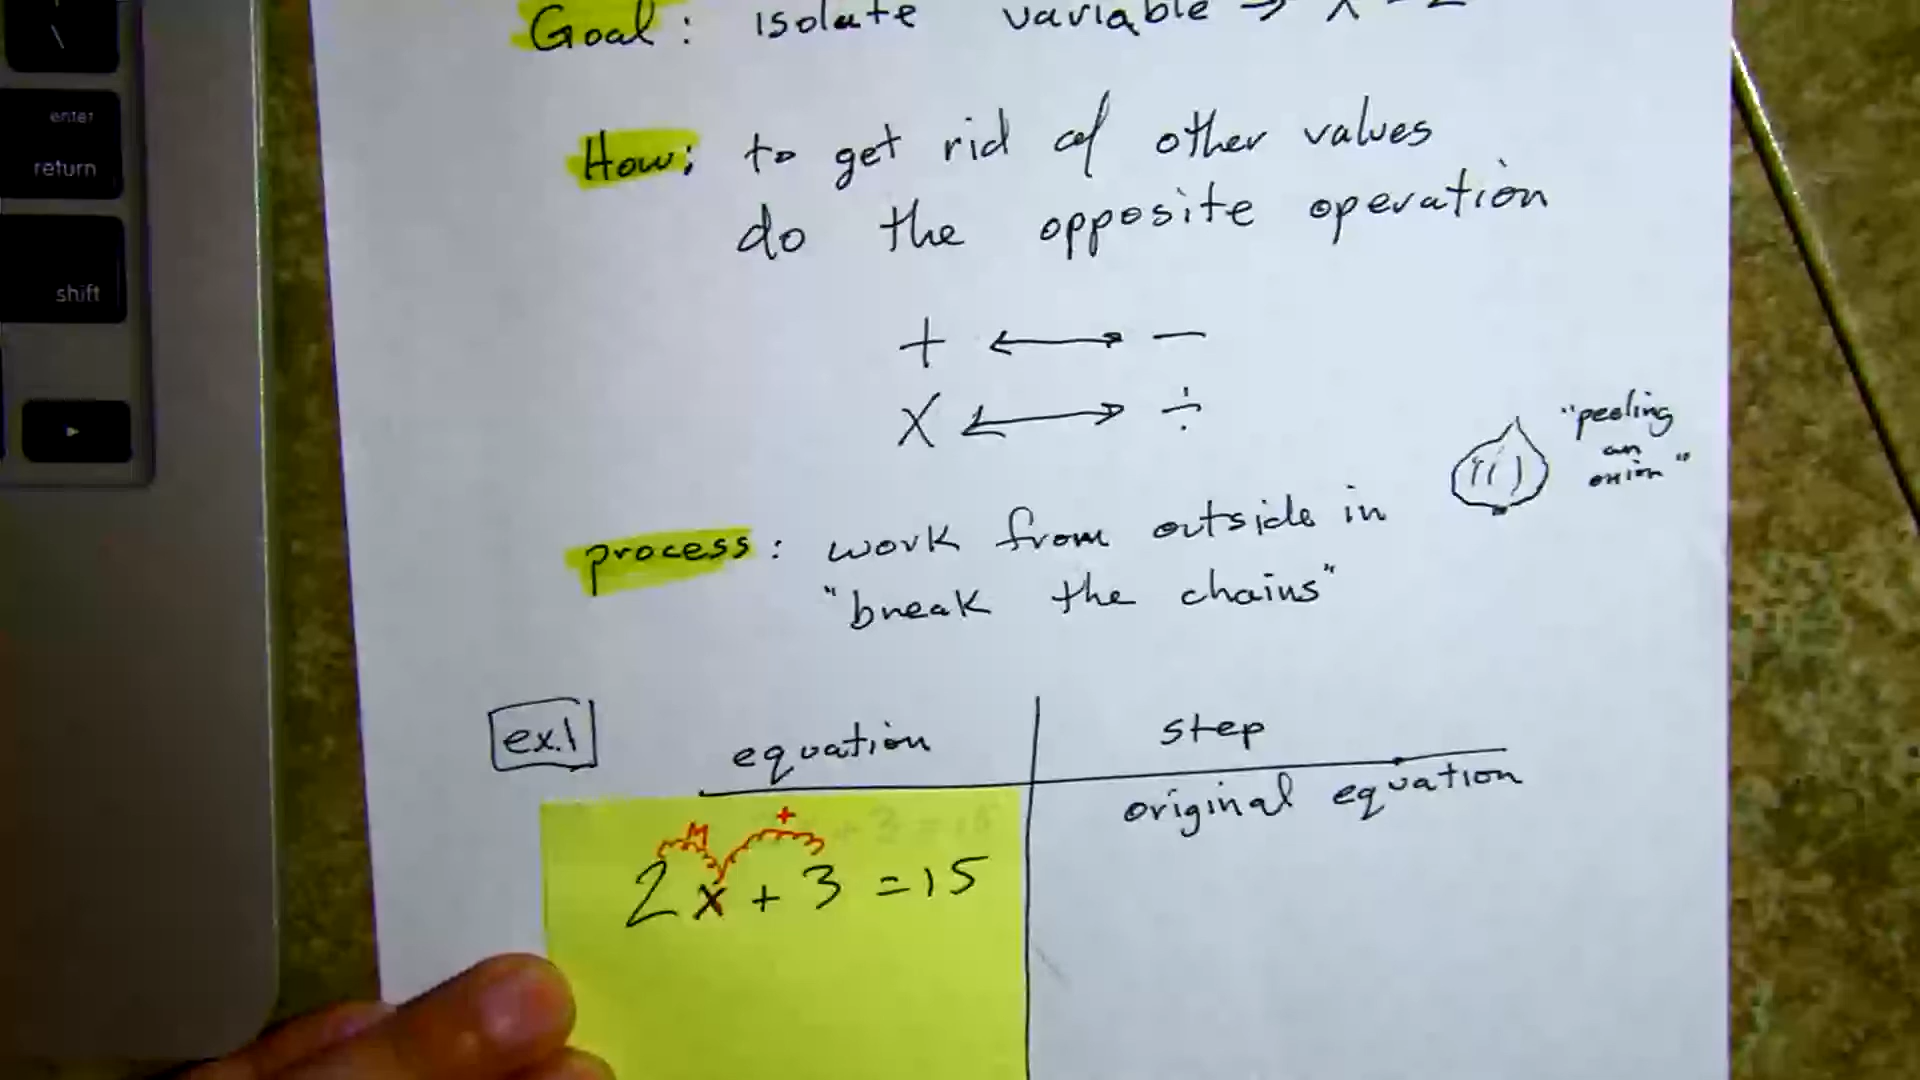 \
enter
return
shift
Goal: isolate variable →
How: to get rid of other values
do the opposite operation
+ ↔ −
X ↔ ÷
"peeling
an
onion"
process: work from outside in
"break the chains"
ex.1
equation
step
original equation
M +
2x + 3 = 15